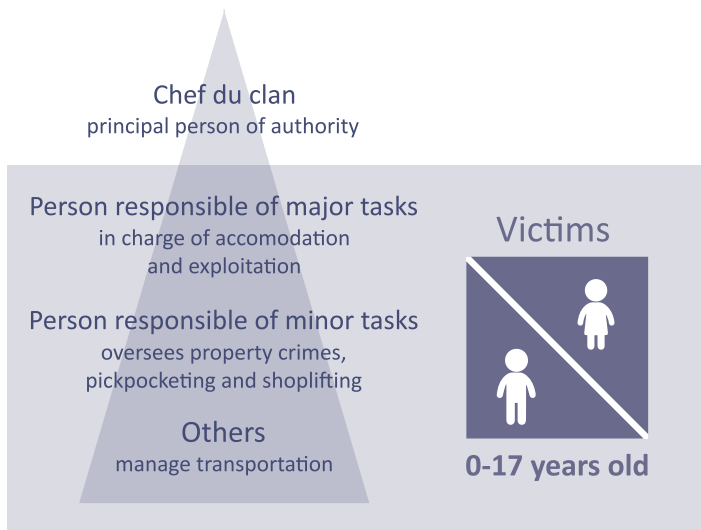 Chef du clan
principal person of authority
Person responsible of major tasks
in charge of accomodation
and exploitation
Person responsible of minor tasks
oversees property crimes,
pickpocketing and shoplifting
Others
manage transportation
Victims
0-17 years old